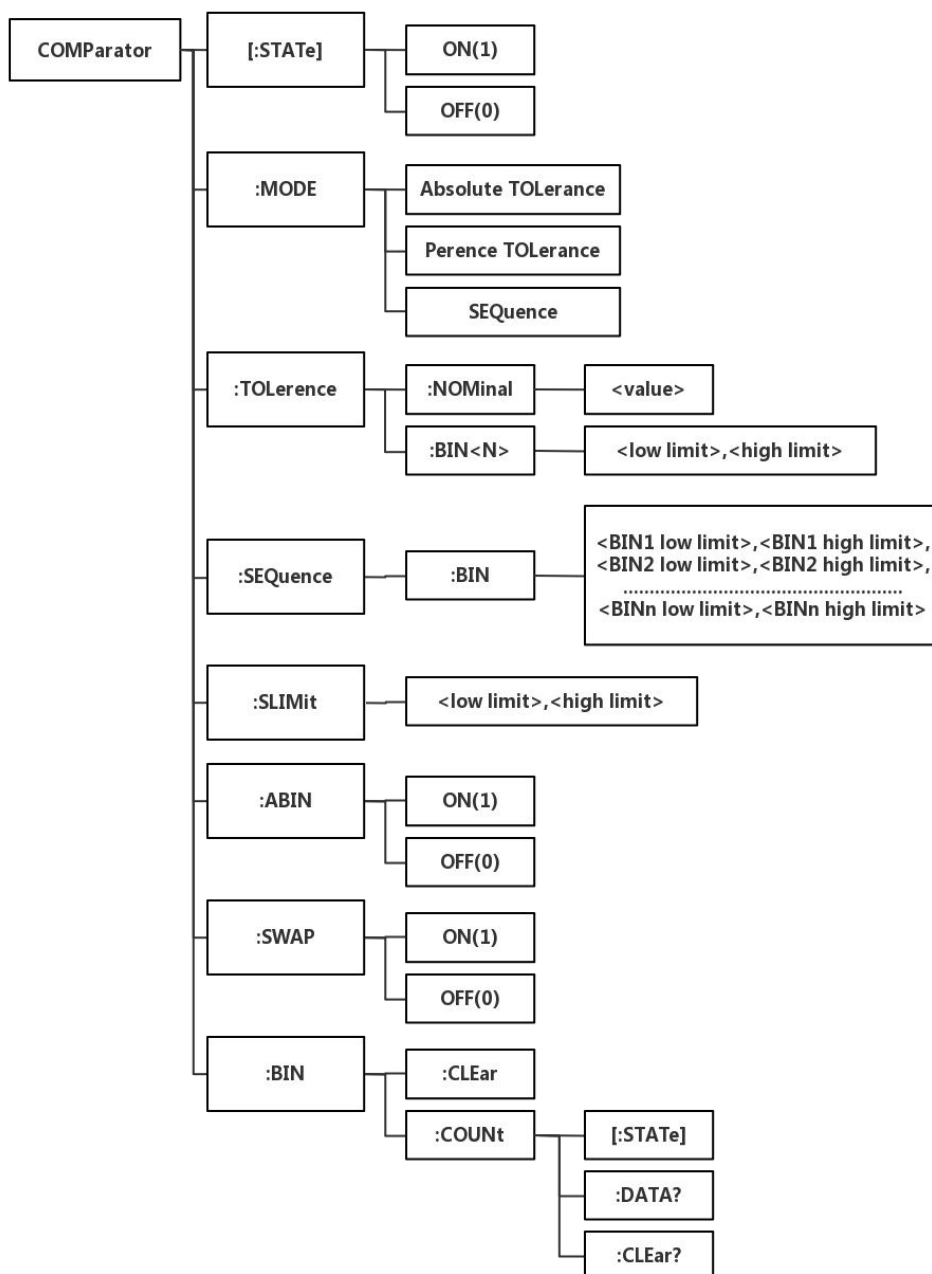 COMParator
[:STATe]
ON(1)
OFF(0)
:MODE
Absolute TOLerance
Perence TOLerance
SEQuence
:TOLerence
:NOMinal
<value>
:BIN<N>
<low limit>,<high limit>
:SEQuence
:BIN
<BIN1 low limit>,<BIN1 high limit>,
<BIN2 low limit>,<BIN2 high limit>,
.....................................................
<BINn low limit>,<BINn high limit>
:SLIMit
<low limit>,<high limit>
:ABIN
ON(1)
OFF(0)
:SWAP
ON(1)
OFF(0)
:BIN
:CLEar
:COUNt
[:STATe]
:DATA?
:CLEar?